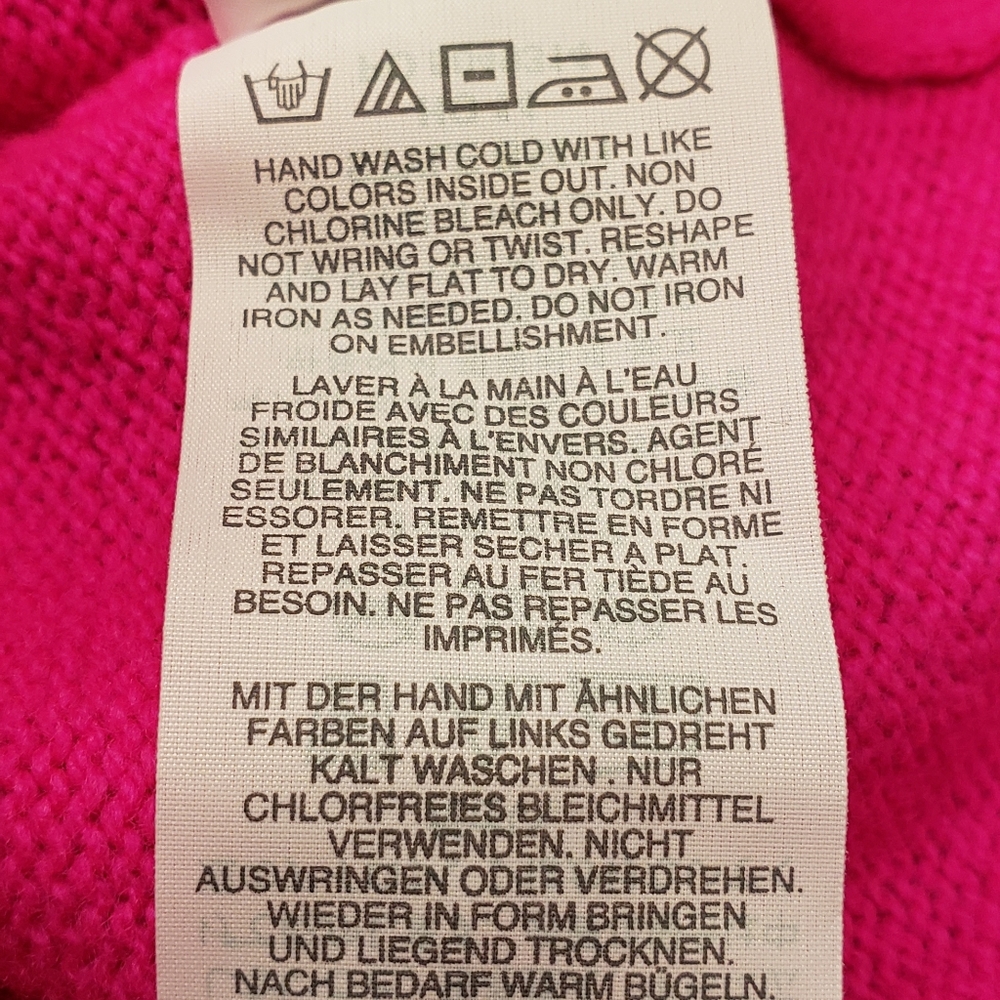 HAND WASH COLD WITH LIKE
COLORS INSIDE OUT. NON
CHLORINE BLEACH ONLY. DO
NOT WRING OR TWIST. RESHAPE
AND LAY FLAT TO DRY. WARM
IRON AS NEEDED. DO NOT IRON
ON EMBELLISHMENT.
LAVER À LA MAIN À L'EAU
FROIDE AVEC DES COULEURS
SIMILAIRES À L'ENVERS. AGENT
DE BLANCHIMENT NON CHLORÉ
SEULEMENT. NE PAS TORDRE NI
ESSORER. REMETTRE EN FORME
ET LAISSER SECHER A PLAT.
REPASSER AU FER TIÈDE AU
BESOIN. NE PAS REPASSER LES
IMPRIMÉS.
MIT DER HAND MIT ÄHNLICHEN
FARBEN AUF LINKS GEDREHT
KALT WASCHEN . NUR
CHLORFREIES BLEICHMITTEL
VERWENDEN. NICHT
AUSWRINGEN ODER VERDREHEN.
WIEDER IN FORM BRINGEN
UND LIEGEND TROCKNEN.
NACH BEDARF WARM BÜGELN.